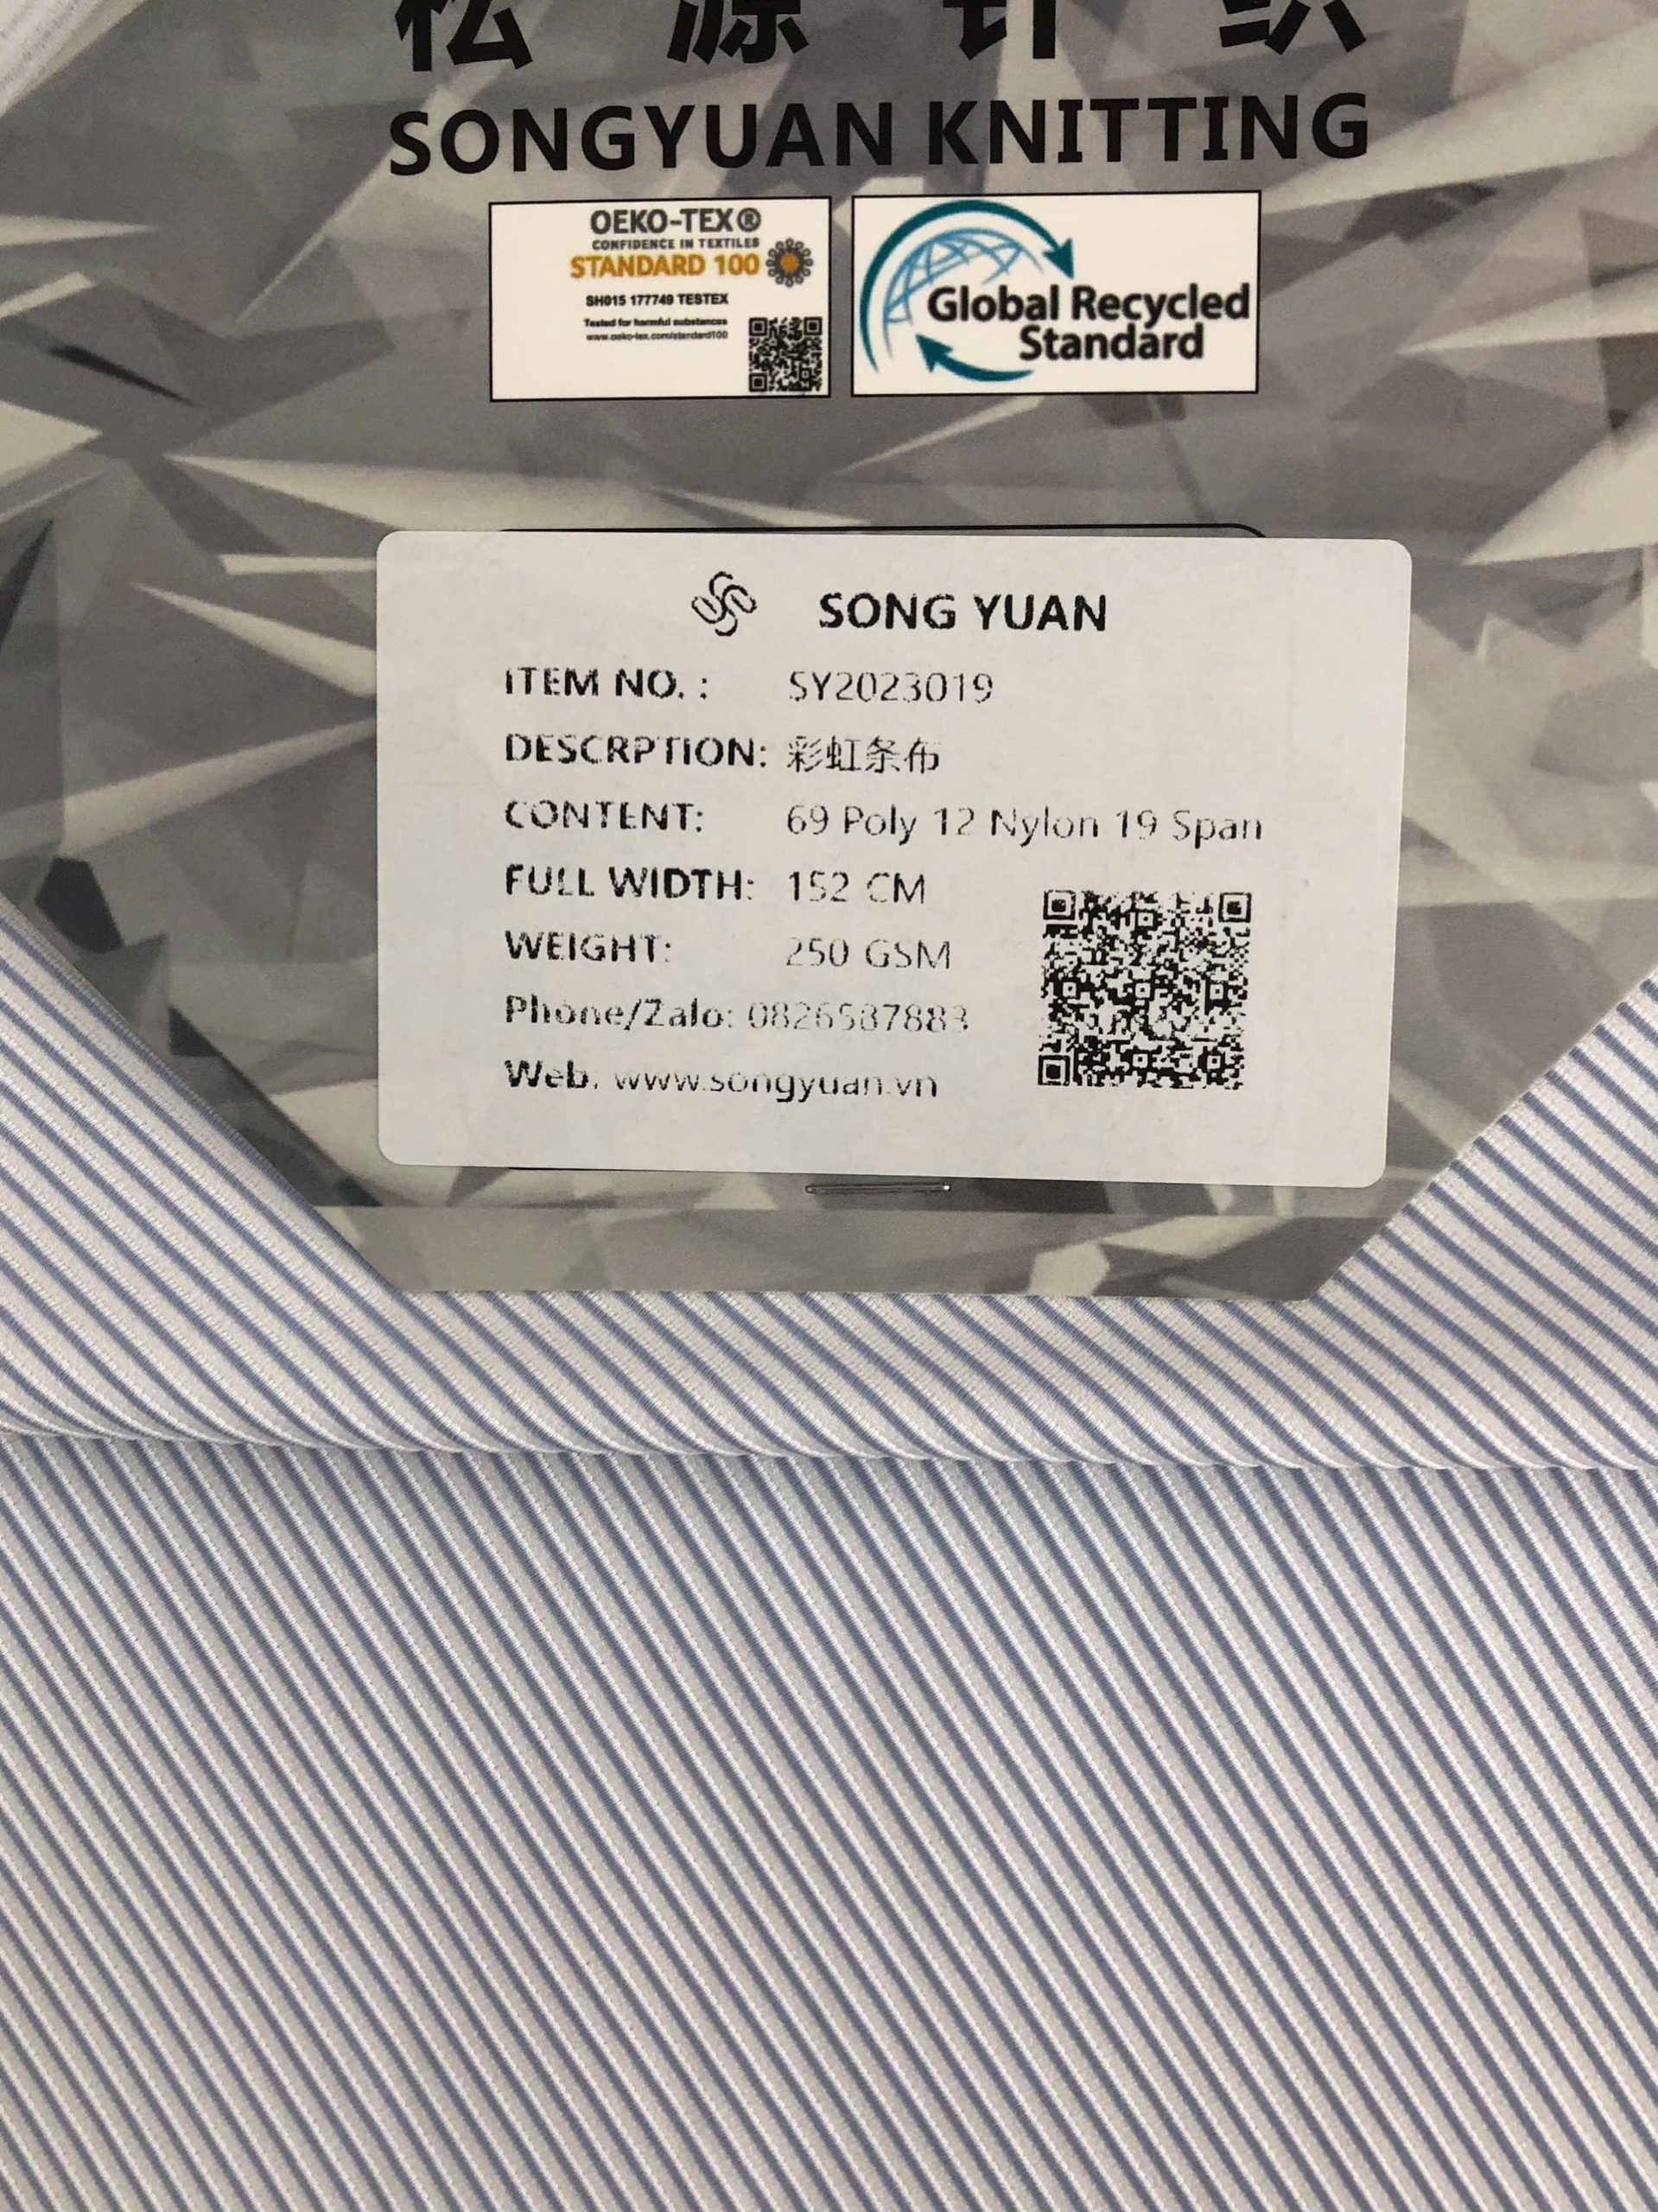 松源针织
SONGYUAN KNITTING
OEKO-TEX®
CONFIDENCE IN TEXTILES
STANDARD 100
SH015 177749 TESTEX
Tested for harmful substances
www.oeko-tex.com/standard100
Global Recycled
Standard
SONG YUAN
ITEM NO. : SY2023019
DESCRPTION: 彩虹条布
CONTENT: 69 Poly 12 Nylon 19 Span
FULL WIDTH: 152 CM
WEIGHT: 250 GSM
Phone/Zalo: 0826587883
Web: www.songyuan.vn